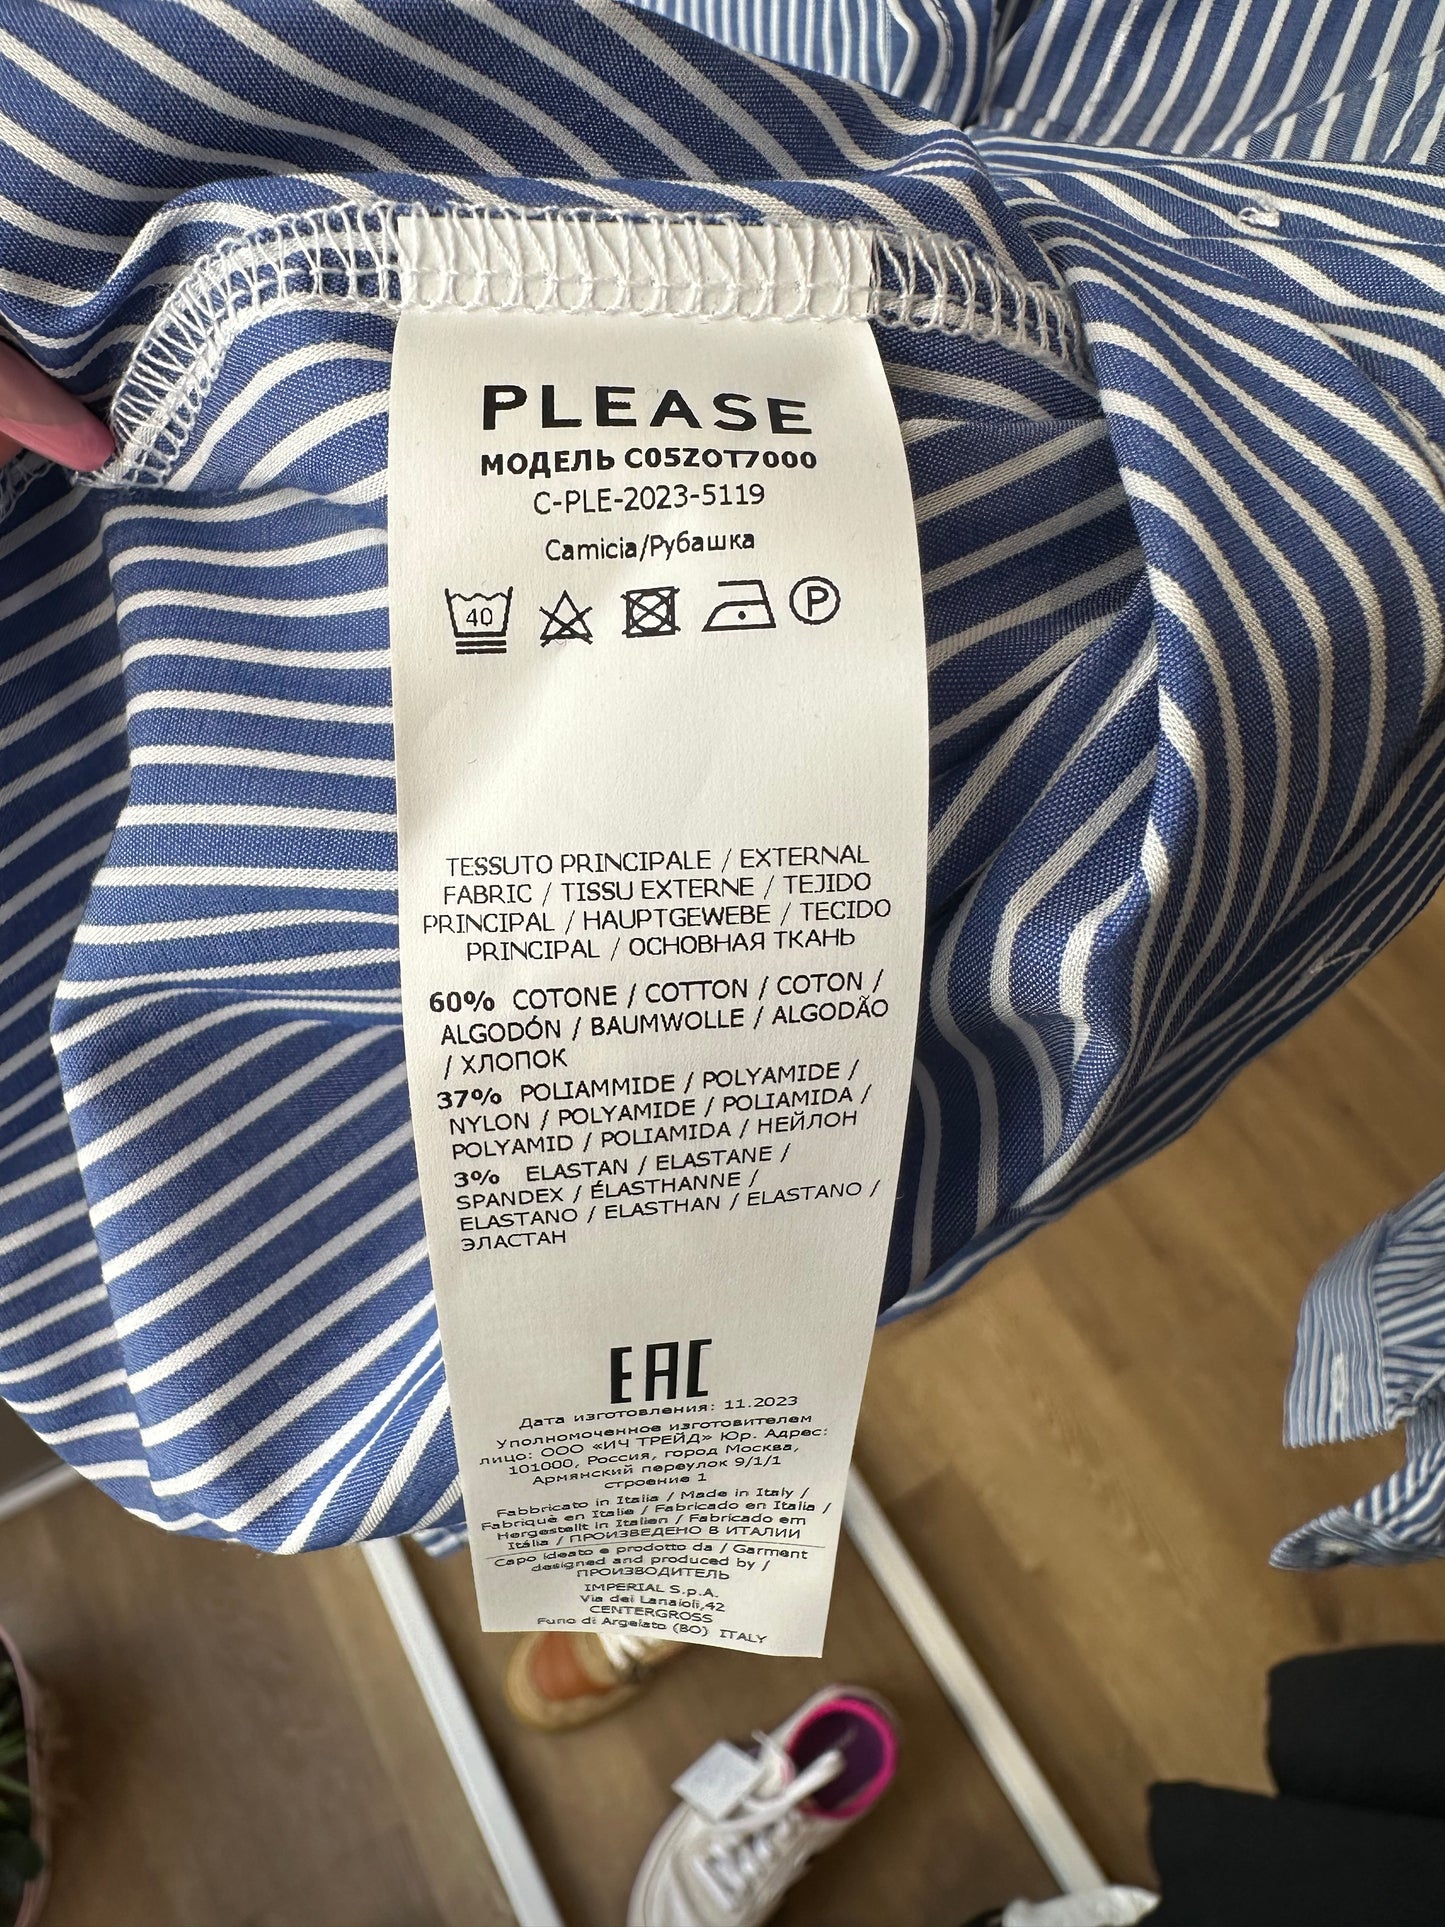 PLEASE
МОДЕЛЬ C05ZOT7000
C-PLE-2023-5119
Camicia/Рубашка
40
P
TESSUTO PRINCIPALE / EXTERNAL
FABRIC / TISSU EXTERNE / TEJIDO
PRINCIPAL / HAUPTGEWEBE / TECIDO
PRINCIPAL / ОСНОВНАЯ ТКАНЬ
60% COTONE / COTTON / COTON /
ALGODÓN / BAUMWOLLE / ALGODÃO
/ ХЛОПОК
37% POLIAMMIDE / POLYAMIDE /
NYLON / POLYAMIDE / POLIAMIDA /
POLYAMID / POLIAMIDA / НЕЙЛОН
3% ELASTAN / ELASTANE /
SPANDEX / ÉLASTHANNE /
ELASTANO / ELASTHAN / ELASTANO /
ЭЛАСТАН
EAC
Дата изготовления: 11.2023
Уполномоченное изготовителем
лицо: ООО «ИЧ ТРЕЙД» Юр. Адрес:
101000, Россия, город Москва,
Армянский переулок 9/1/1
строение 1
Fabbricato in Italia / Made in Italy /
Fabriqué en Italie / Fabricado en Italia /
Hergestellt in Italien / Fabricado em
Itália / ПРОИЗВЕДЕНО В ИТАЛИИ
Capo ideato e prodotto da / Garment
designed and produced by /
ПРОИЗВОДИТЕЛЬ
IMPERIAL S.p.A.
Via dei Lanaioli,42
CENTERGROSS
Funo di Argelato (BO) ITALY